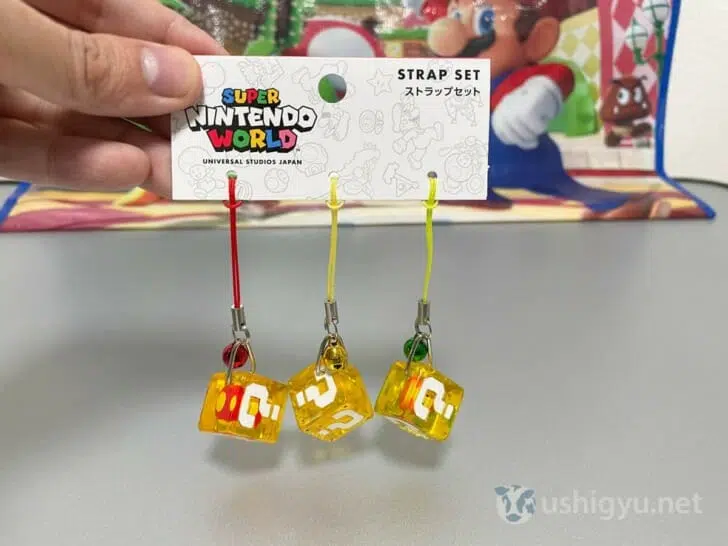 SUPER
NINTENDO
WORLD
UNIVERSAL STUDIOS JAPAN
STRAP SET
ストラップセット
?
?
?
?
ushigyu.net